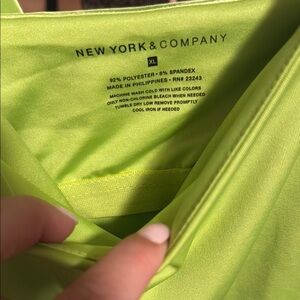 NEW YORK & COMPANY
XL
92% POLYESTER • 8% SPANDEX
MADE IN PHILIPPINES • RN# 23243
MACHINE WASH COLD WITH LIKE COLORS
ONLY NON-CHLORINE BLEACH WHEN NEEDED
TUMBLE DRY LOW REMOVE PROMPTLY
COOL IRON IF NEEDED